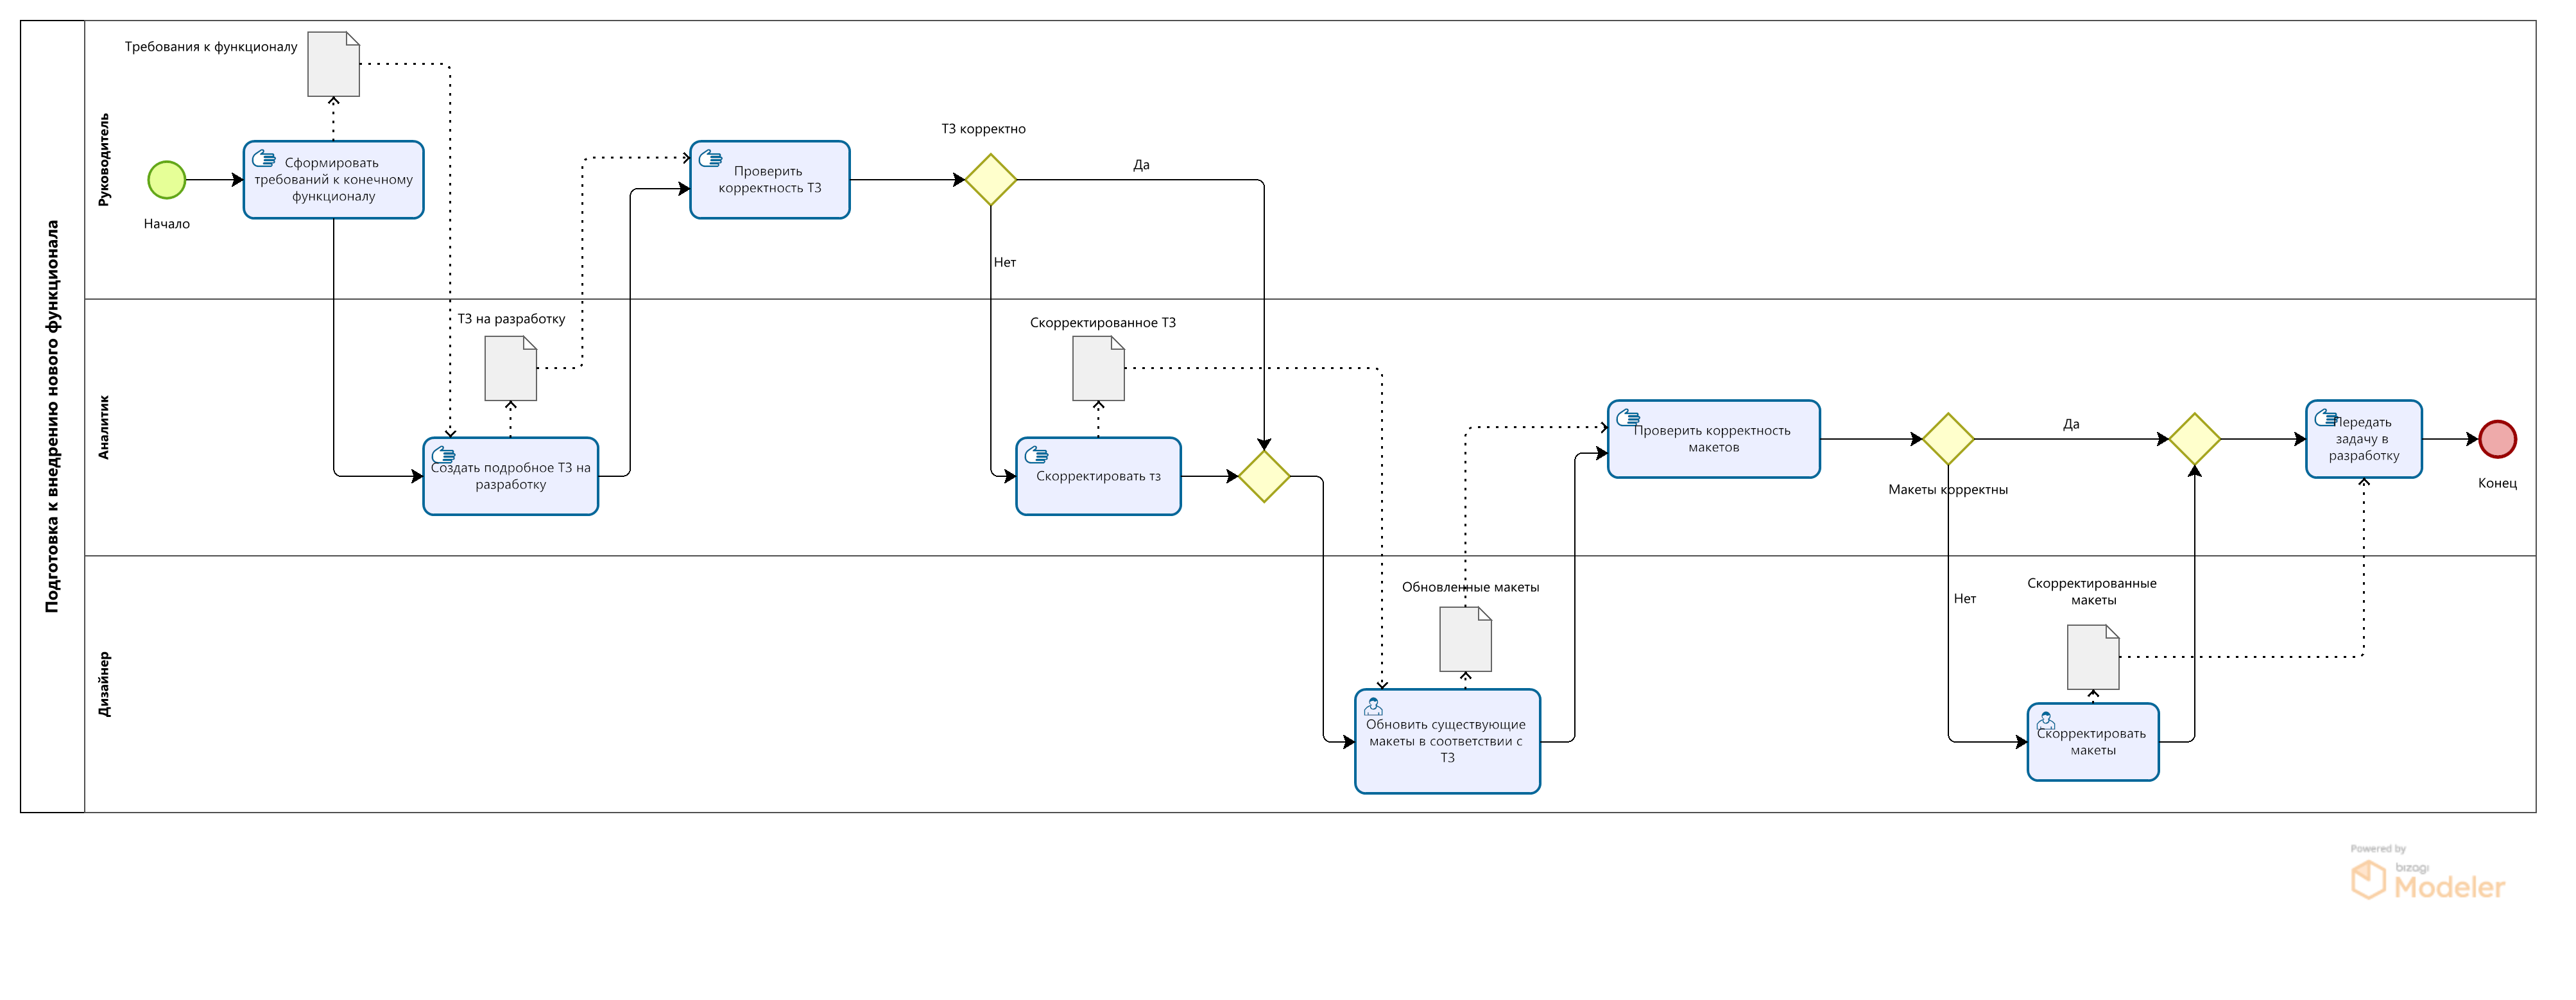 Подготовка к внедрению нового функционала
Руководитель
Требования к функционалу
Начало
Сформировать
требований к конечному
функционалу
Проверить
корректность ТЗ
ТЗ корректно
Да
Нет
Аналитик
ТЗ на разработку
Создать подробное ТЗ на
разработку
Скорректированное ТЗ
Скорректировать тз
Проверить корректность
макетов
Макеты корректны
Да
Передать
задачу в
разработку
Конец
Дизайнер
Обновленные макеты
Обновить существующие
макеты в соответствии с
ТЗ
Нет
Скорректированные
макеты
Скорректировать
макеты
Powered by
bizagi
Modeler